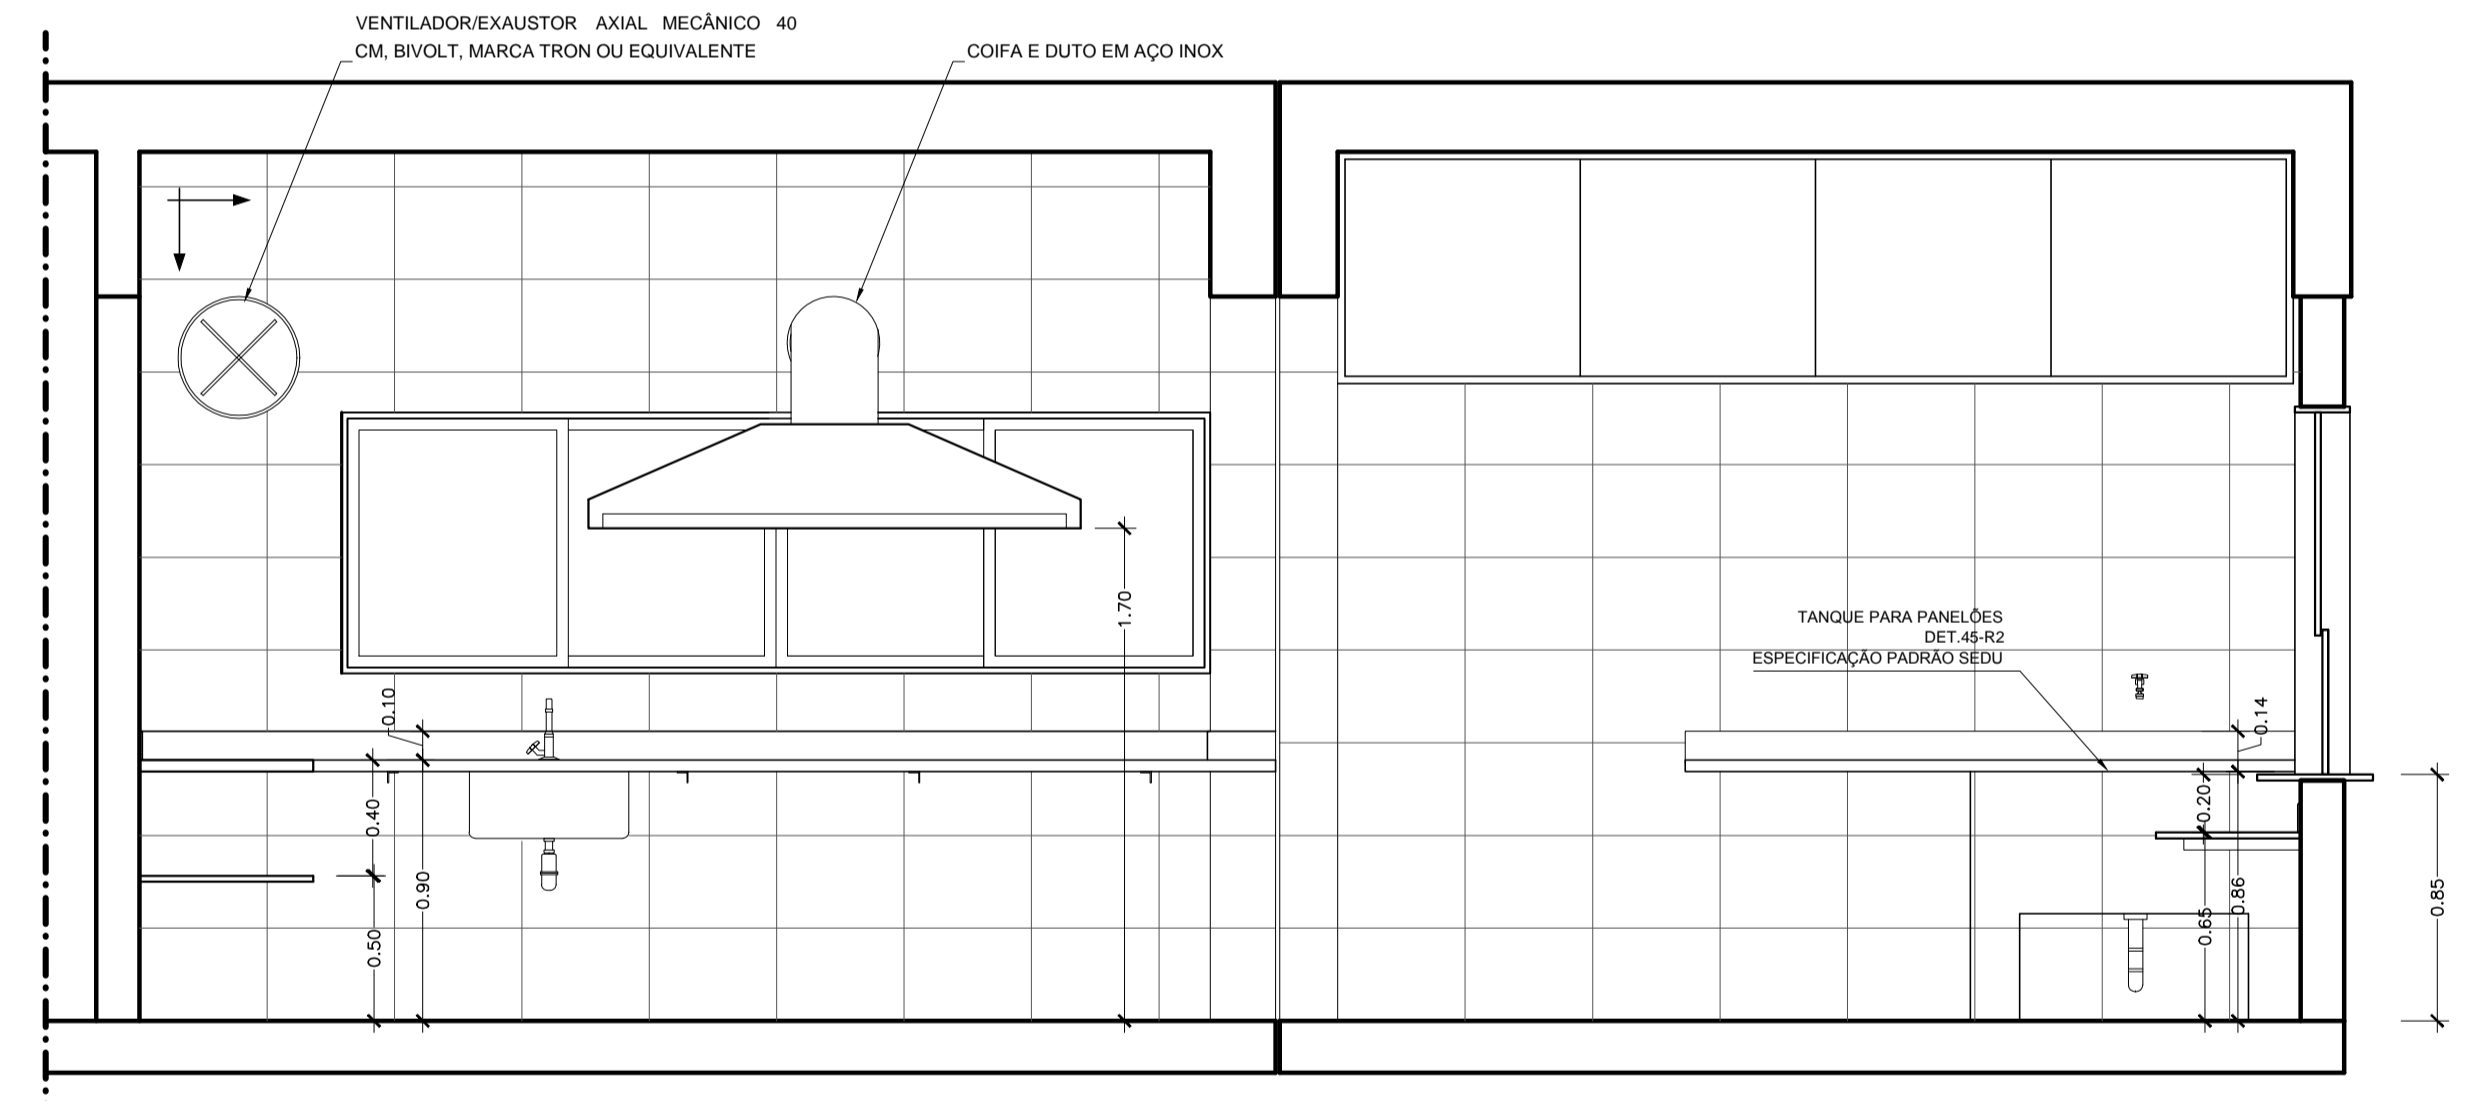 VENTILADOR/EXAUSTOR AXIAL MECÂNICO 40
CM, BIVOLT, MARCA TRON OU EQUIVALENTE
COIFA E DUTO EM AÇO INOX
1.70
TANQUE PARA PANELÕES
DET.45-R2
ESPECIFICAÇÃO PADRÃO SEDU
0.10
0.14
0.40
0.20
0.90
0.86
0.85
0.50
0.65